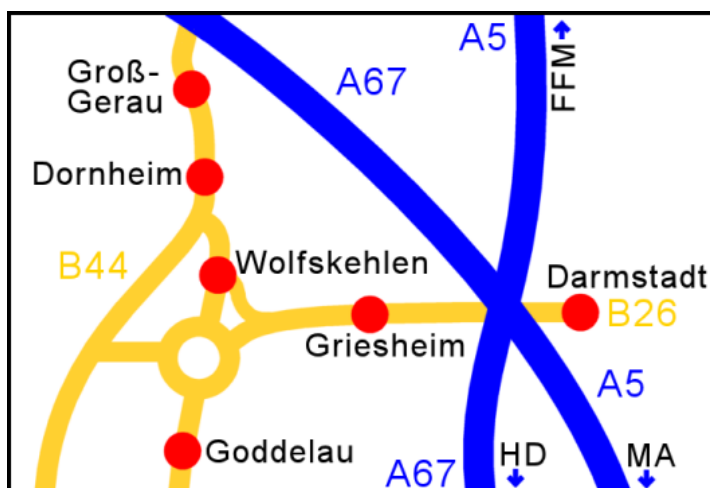 A5
FFM
Groß-
Gerau
A67
Dornheim
B44
Wolfskehlen
Darmstadt
B26
Griesheim
A5
Goddelau
A67
HD
MA